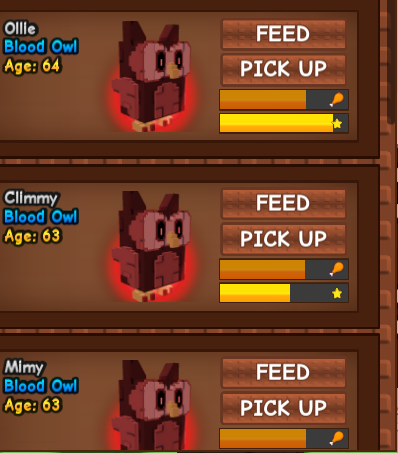 Ollie
Blood Owl
Age: 64
FEED
PICK UP
Climmy
Blood Owl
Age: 63
FEED
PICK UP
Mimy
Blood Owl
Age: 63
FEED
PICK UP